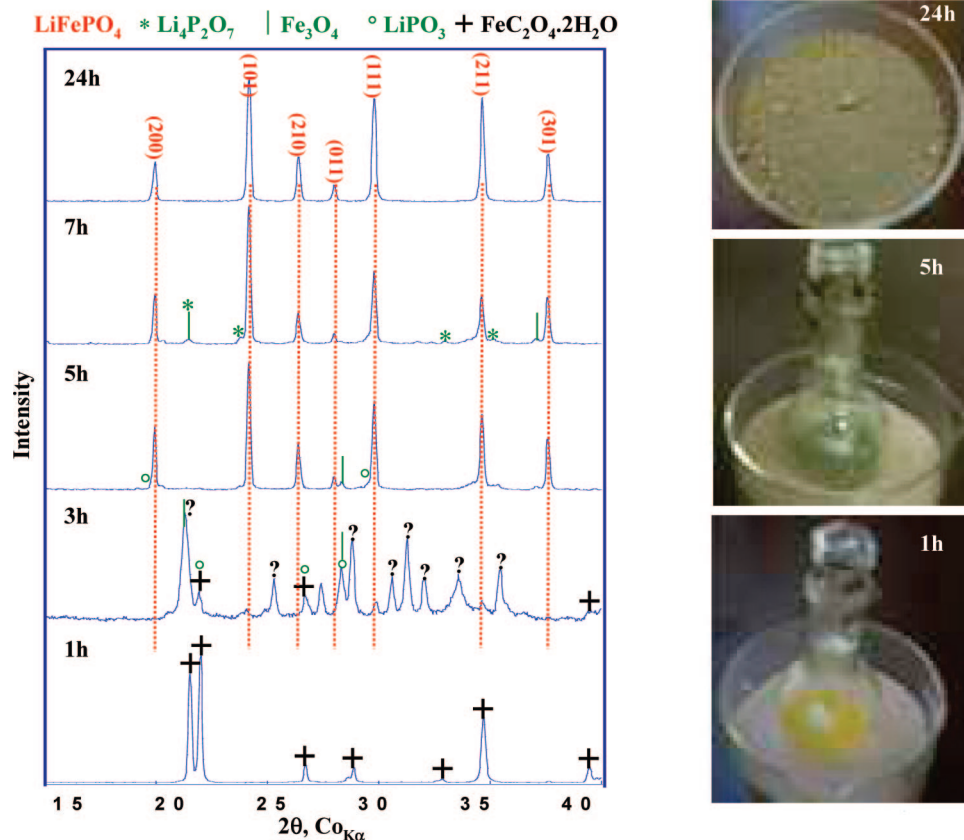 LiFePO₄ * Li₄P₂O₇ | Fe₃O₄ ° LiPO₃ + FeC₂O₄.2H₂O
24h
(200)
(101)
(210)
(011)
(111)
(211)
(301)
7h
* * * *
5h
3h
? ? ? ? ? ? ? ?
1h
Intensity
15 20 25 30 35 40
2θ, Co_Kα
24h
5h
1h